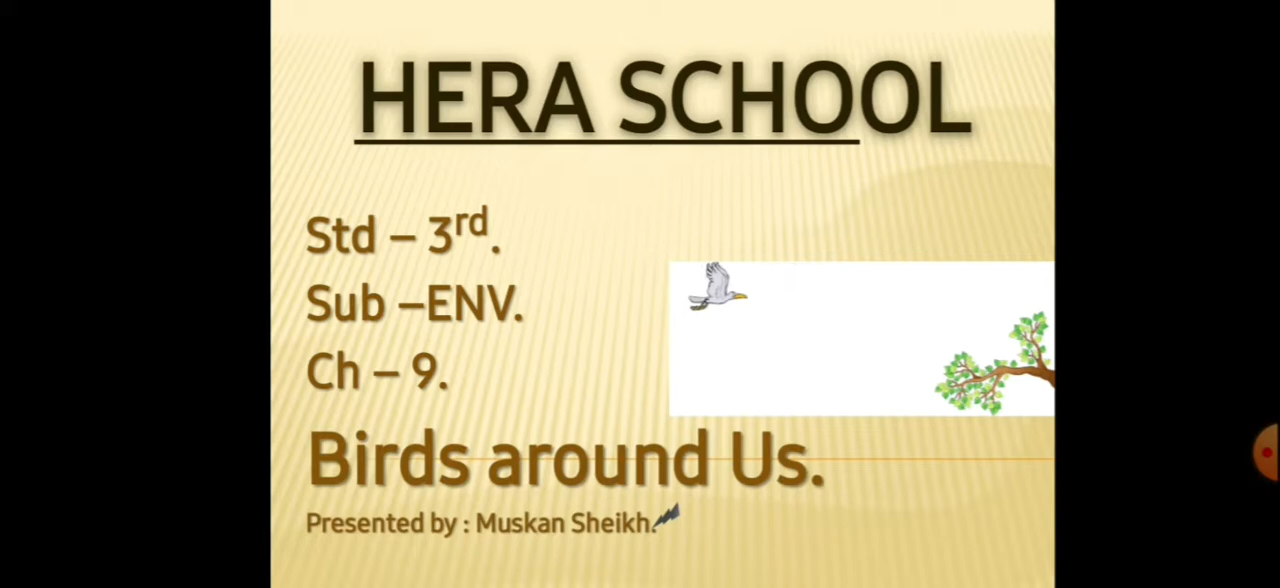 HERA SCHOOL
Std – 3rd.
Sub –ENV.
Ch – 9.
Birds around Us.
Presented by : Muskan Sheikh.